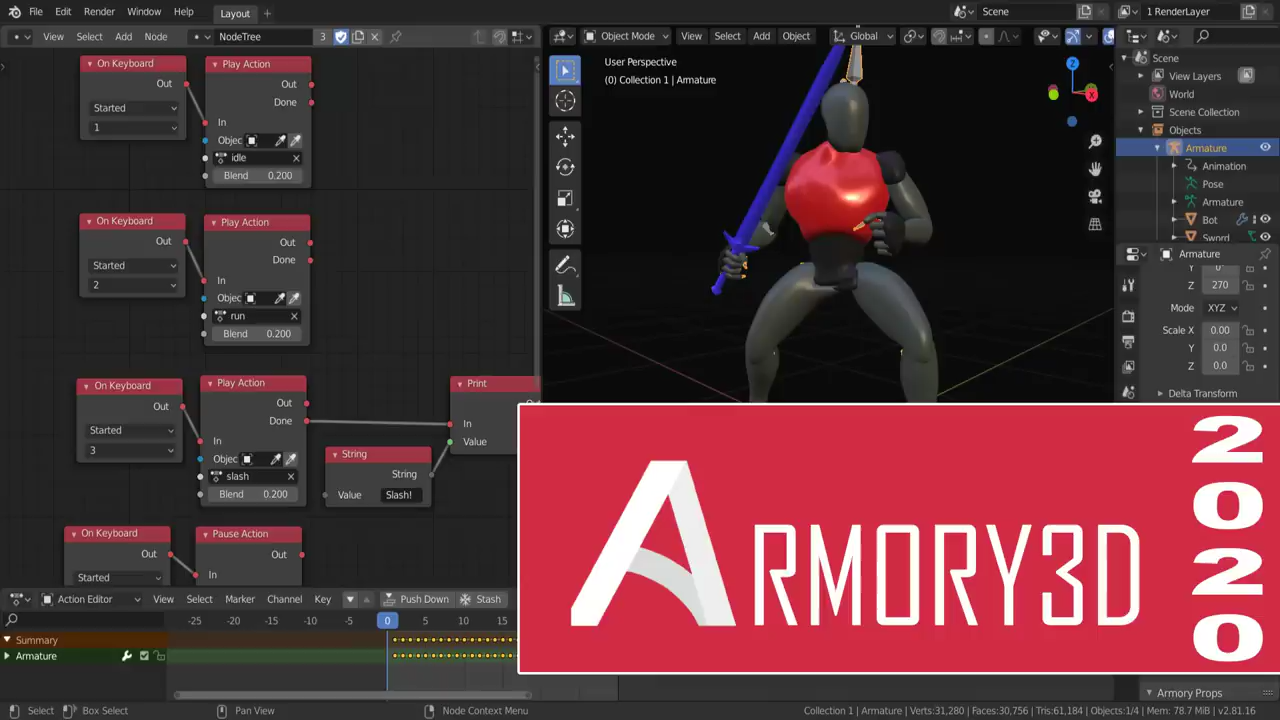 File Edit Render Window Help Layout + Scene 1 RenderLayer
View Select Add Node NodeTree 3 Object Mode View Select Add Object Global
On Keyboard
Out
Started
1
Play Action
Out
Done
In
Objec
idle
Blend 0.200
On Keyboard
Out
Started
2
Play Action
Out
Done
In
Objec
run
Blend 0.200
On Keyboard
Out
Started
3
Play Action
Out
Done
In
Objec
slash
Blend 0.200
String
String
Value Slash!
Print
In
Value
On Keyboard
Out
Started
Pause Action
Out
In
User Perspective
(0) Collection 1 | Armature
Z
X
Scene
View Layers
World
Scene Collection
Objects
Armature
Animation
Pose
Armature
Bot
Sword
Armature
Z 270
Mode XYZ
Scale X 0.00
Y 0.0
Z 0.0
Delta Transform
ARMORY3D
2020
Action Editor View Select Marker Channel Key Push Down Stash
-25 -20 -15 -10 -5 0 5 10 15
Summary
Armature
Armory Props
Select Box Select Pan View Node Context Menu Collection 1 | Armature | Verts:31,280 | Faces:30,756 | Tris:61,184 | Objects:1/4 | Mem: 78.7 MiB | v2.81.16